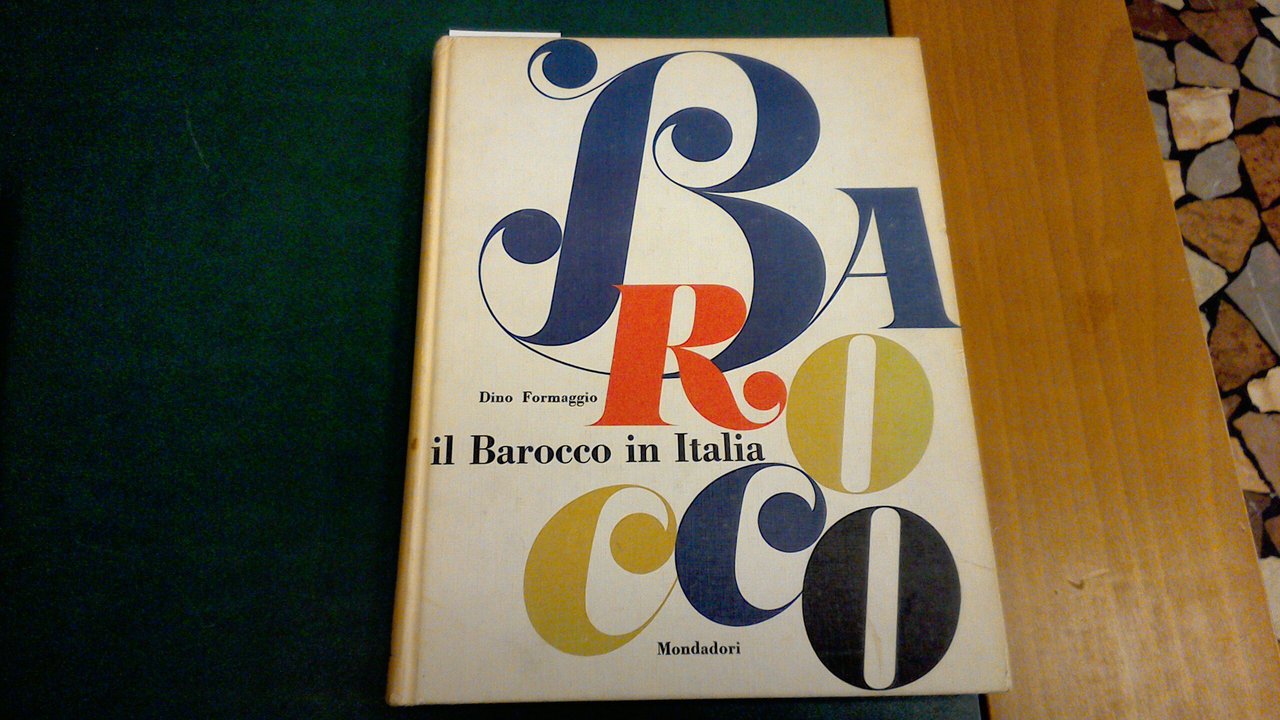 BAROCCO
Dino Formaggio
il Barocco in Italia
Mondadori